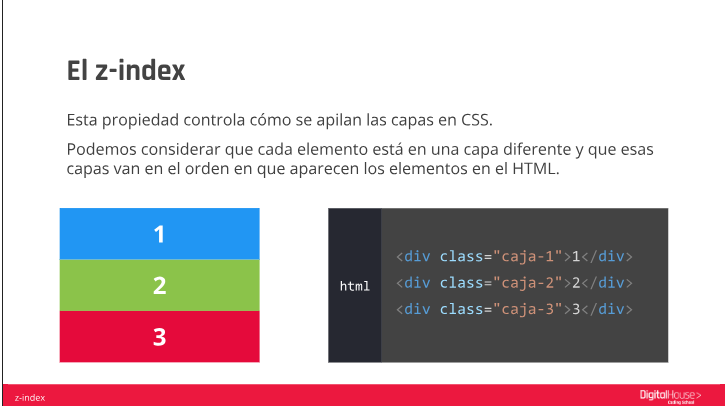 El z-index
Esta propiedad controla cómo se apilan las capas en CSS.
Podemos considerar que cada elemento está en una capa diferente y que esas
capas van en el orden en que aparecen los elementos en el HTML.
1
2
3
html
<div class="caja-1">1</div>
<div class="caja-2">2</div>
<div class="caja-3">3</div>
z-index
DigitalHouse>
Coding School